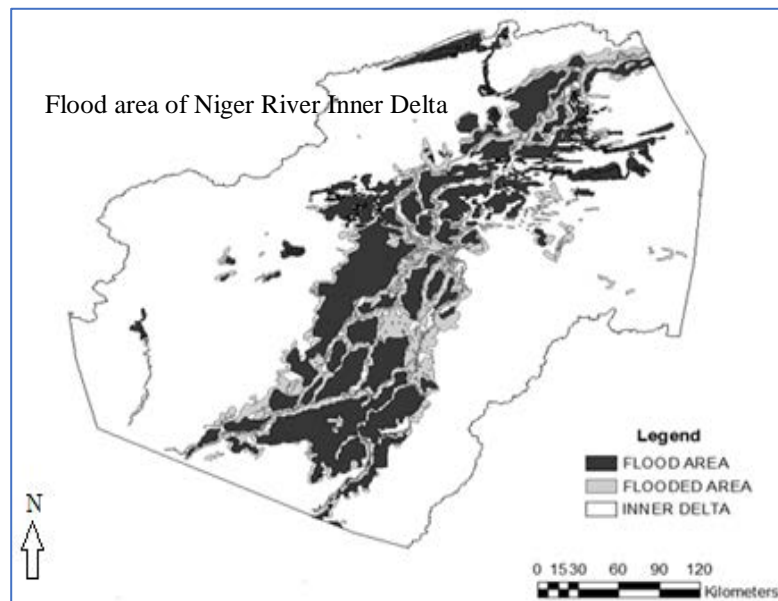 Flood area of Niger River Inner Delta
Legend
FLOOD AREA
FLOODED AREA
INNER DELTA
N
0 15 30 60 90 120
Kilometers